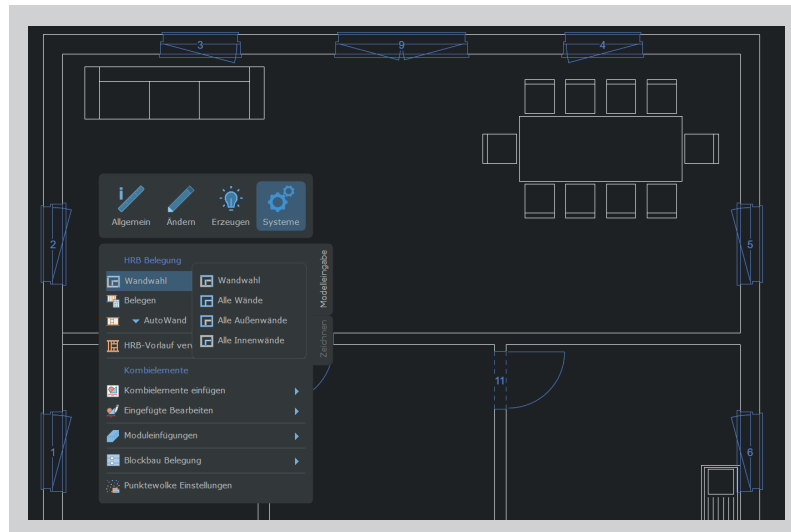 3 9 4
Allgemein Ändern Erzeugen Systeme
2
5
HRB Belegung
Wandwahl
Belegen
AutoWand
HRB-Vorlauf ver
Wandwahl
Alle Wände
Alle Außenwände
Alle Innenwände
Modelleingabe
Zeichnen
Kombielemente
Kombielemente einfügen
Eingefügte Bearbeiten
Moduleinfügungen
Blockbau Belegung
Punktewolke Einstellungen
11
1
6